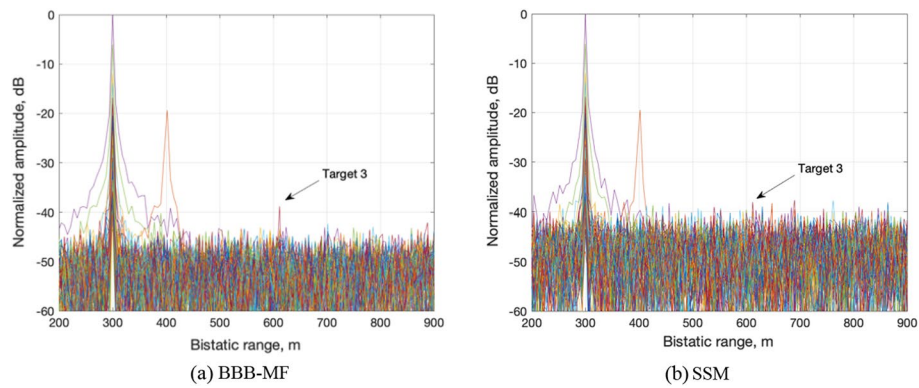 0
-10
-20
-30
-40
-50
-60
Normalized amplitude, dB
Target 3
200 300 400 500 600 700 800 900
Bistatic range, m
(a) BBB-MF
0
-10
-20
-30
-40
-50
-60
Normalized amplitude, dB
Target 3
200 300 400 500 600 700 800 900
Bistatic range, m
(b) SSM